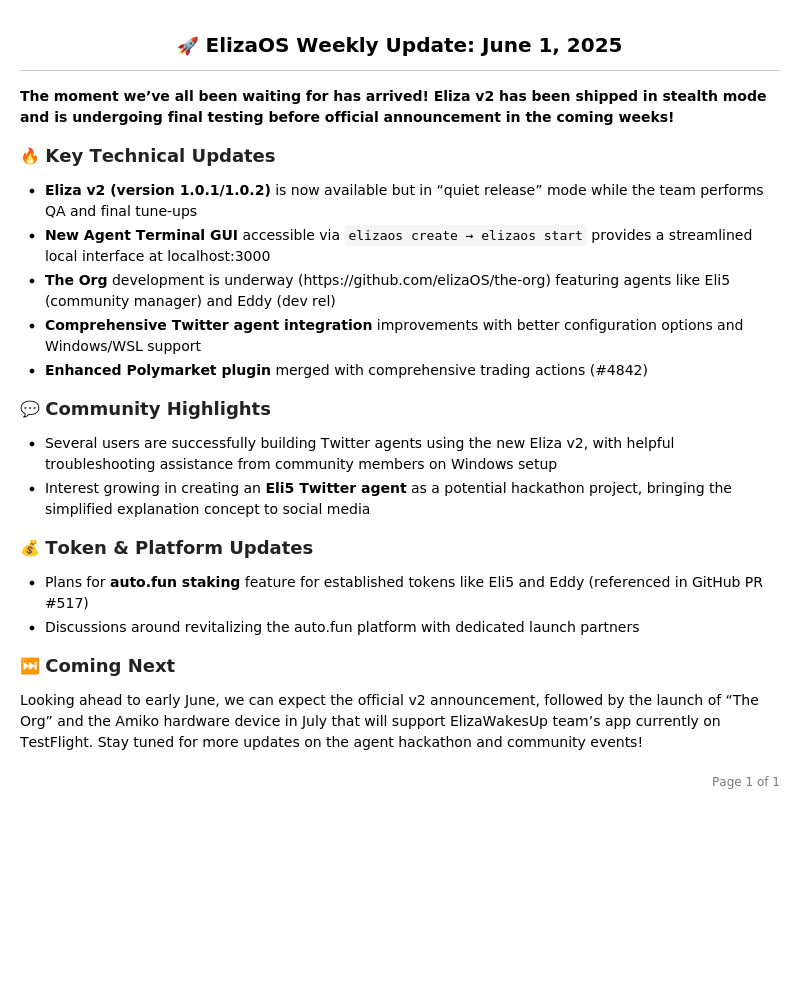 🚀 ElizaOS Weekly Update: June 1, 2025
The moment we’ve all been waiting for has arrived! Eliza v2 has been shipped in stealth mode
and is undergoing final testing before official announcement in the coming weeks!
🔥 Key Technical Updates
• Eliza v2 (version 1.0.1/1.0.2) is now available but in “quiet release” mode while the team performs
QA and final tune-ups
• New Agent Terminal GUI accessible via elizaos create → elizaos start provides a streamlined
local interface at localhost:3000
• The Org development is underway (https://github.com/elizaOS/the-org) featuring agents like Eli5
(community manager) and Eddy (dev rel)
• Comprehensive Twitter agent integration improvements with better configuration options and
Windows/WSL support
• Enhanced Polymarket plugin merged with comprehensive trading actions (#4842)
💬 Community Highlights
• Several users are successfully building Twitter agents using the new Eliza v2, with helpful
troubleshooting assistance from community members on Windows setup
• Interest growing in creating an Eli5 Twitter agent as a potential hackathon project, bringing the
simplified explanation concept to social media
💰 Token & Platform Updates
• Plans for auto.fun staking feature for established tokens like Eli5 and Eddy (referenced in GitHub PR
#517)
• Discussions around revitalizing the auto.fun platform with dedicated launch partners
⏭️ Coming Next
Looking ahead to early June, we can expect the official v2 announcement, followed by the launch of “The
Org” and the Amiko hardware device in July that will support ElizaWakesUp team’s app currently on
TestFlight. Stay tuned for more updates on the agent hackathon and community events!
Page 1 of 1